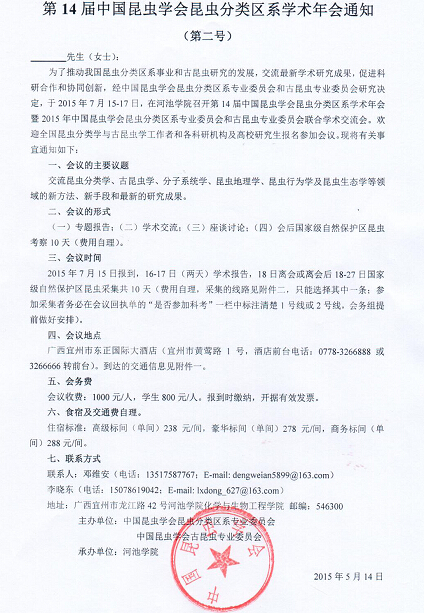 第 14 届中国昆虫学会昆虫分类区系学术年会通知
（第二号）
________先生（女士）：
为了推动我国昆虫分类区系事业和古昆虫研究的发展，交流最新学术研究成果，促进科
研合作和协同创新，经中国昆虫学会昆虫分类区系专业委员会和古昆虫专业委员会研究决
定，于 2015 年 7 月 15-17 日，在河池学院召开第 14 届中国昆虫学会昆虫分类区系学术年会
暨 2015 年中国昆虫学会昆虫分类区系专业委员会和古昆虫专业委员会联合学术交流会。欢
迎全国昆虫分类学与古昆虫学工作者和各科研机构及高校研究生报名参加会议。现将有关事
宜通知如下：
一、会议的主要议题
交流昆虫分类学、古昆虫学、分子系统学、昆虫地理学、昆虫行为学及昆虫生态学等领
域的新方法、新手段和最新的研究成果。
二、会议的形式
（一）专题报告；（二）学术交流；（三）座谈讨论；（四）会后国家级自然保护区昆虫
考察 10 天（费用自理）。
三、会议时间
2015 年 7 月 15 日报到，16-17 日（两天）学术报告，18 日离会或离会后 18-27 日国家
级自然保护区昆虫采集共 10 天（费用自理，采集的线路见附件二，只能选择其中一条；参
加采集者务必在会议回执单的“是否参加科考”一栏中标注清楚 1 号线或 2 号线，会务组提
前做好安排）。
四、会议地点
广西宜州市东正国际大酒店（宜州市黄莺路 1 号，酒店前台电话：0778-3266888 或
3266666 转前台）。到达的交通信息见附件一。
五、会务费
会议收费：1000 元/人，学生 800 元/人。报到时缴纳，开据有效发票。
六、食宿及交通费自理。
住宿标准：高级标间（单间）238 元/间，豪华标间（单间）278 元/间，商务标间（单
间）288 元/间。
七、联系方式
联系人：邓维安（电话：13517587767；E-mail: dengweian5899@163.com）
李晓东（电话：15078619042；E-mail: lxdong_627@163.com）
地址：广西宜州市龙江路 42 号河池学院化学与生物工程学院 邮编：546300
主办单位：中国昆虫学会昆虫分类区系专业委员会
中国昆虫学会古昆虫专业委员会
承办单位：河池学院
中国昆虫学会
2015 年 5 月 14 日